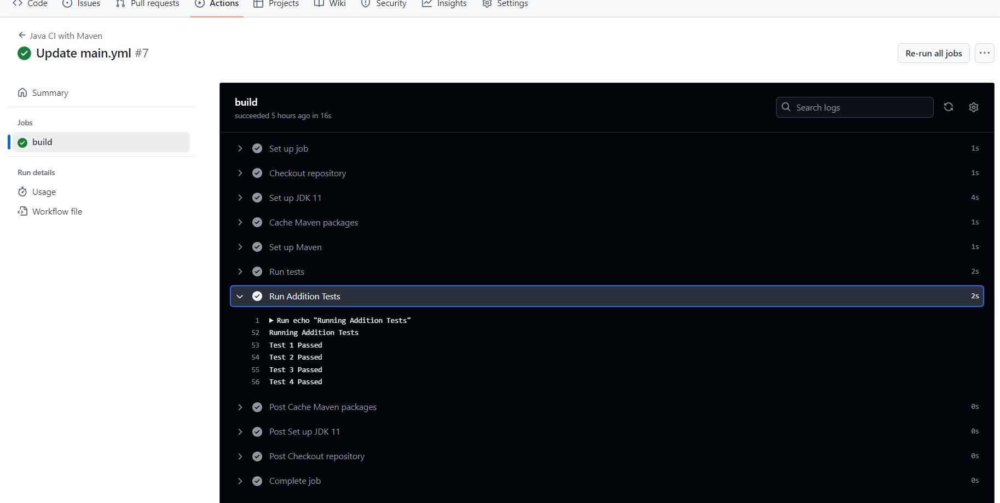 Code Issues Pull requests Actions Projects Wiki Security Insights Settings
Java CI with Maven
Update main.yml #7
Re-run all jobs
Summary
Jobs
build
Run details
Usage
Workflow file
build
succeeded 5 hours ago in 16s
Search logs
Set up job 1s
Checkout repository 1s
Set up JDK 11 4s
Cache Maven packages 1s
Set up Maven 1s
Run tests 2s
Run Addition Tests 2s
1 Run echo "Running Addition Tests"
52 Running Addition Tests
53 Test 1 Passed
54 Test 2 Passed
55 Test 3 Passed
56 Test 4 Passed
Post Cache Maven packages 0s
Post Set up JDK 11 0s
Post Checkout repository 0s
Complete job 0s